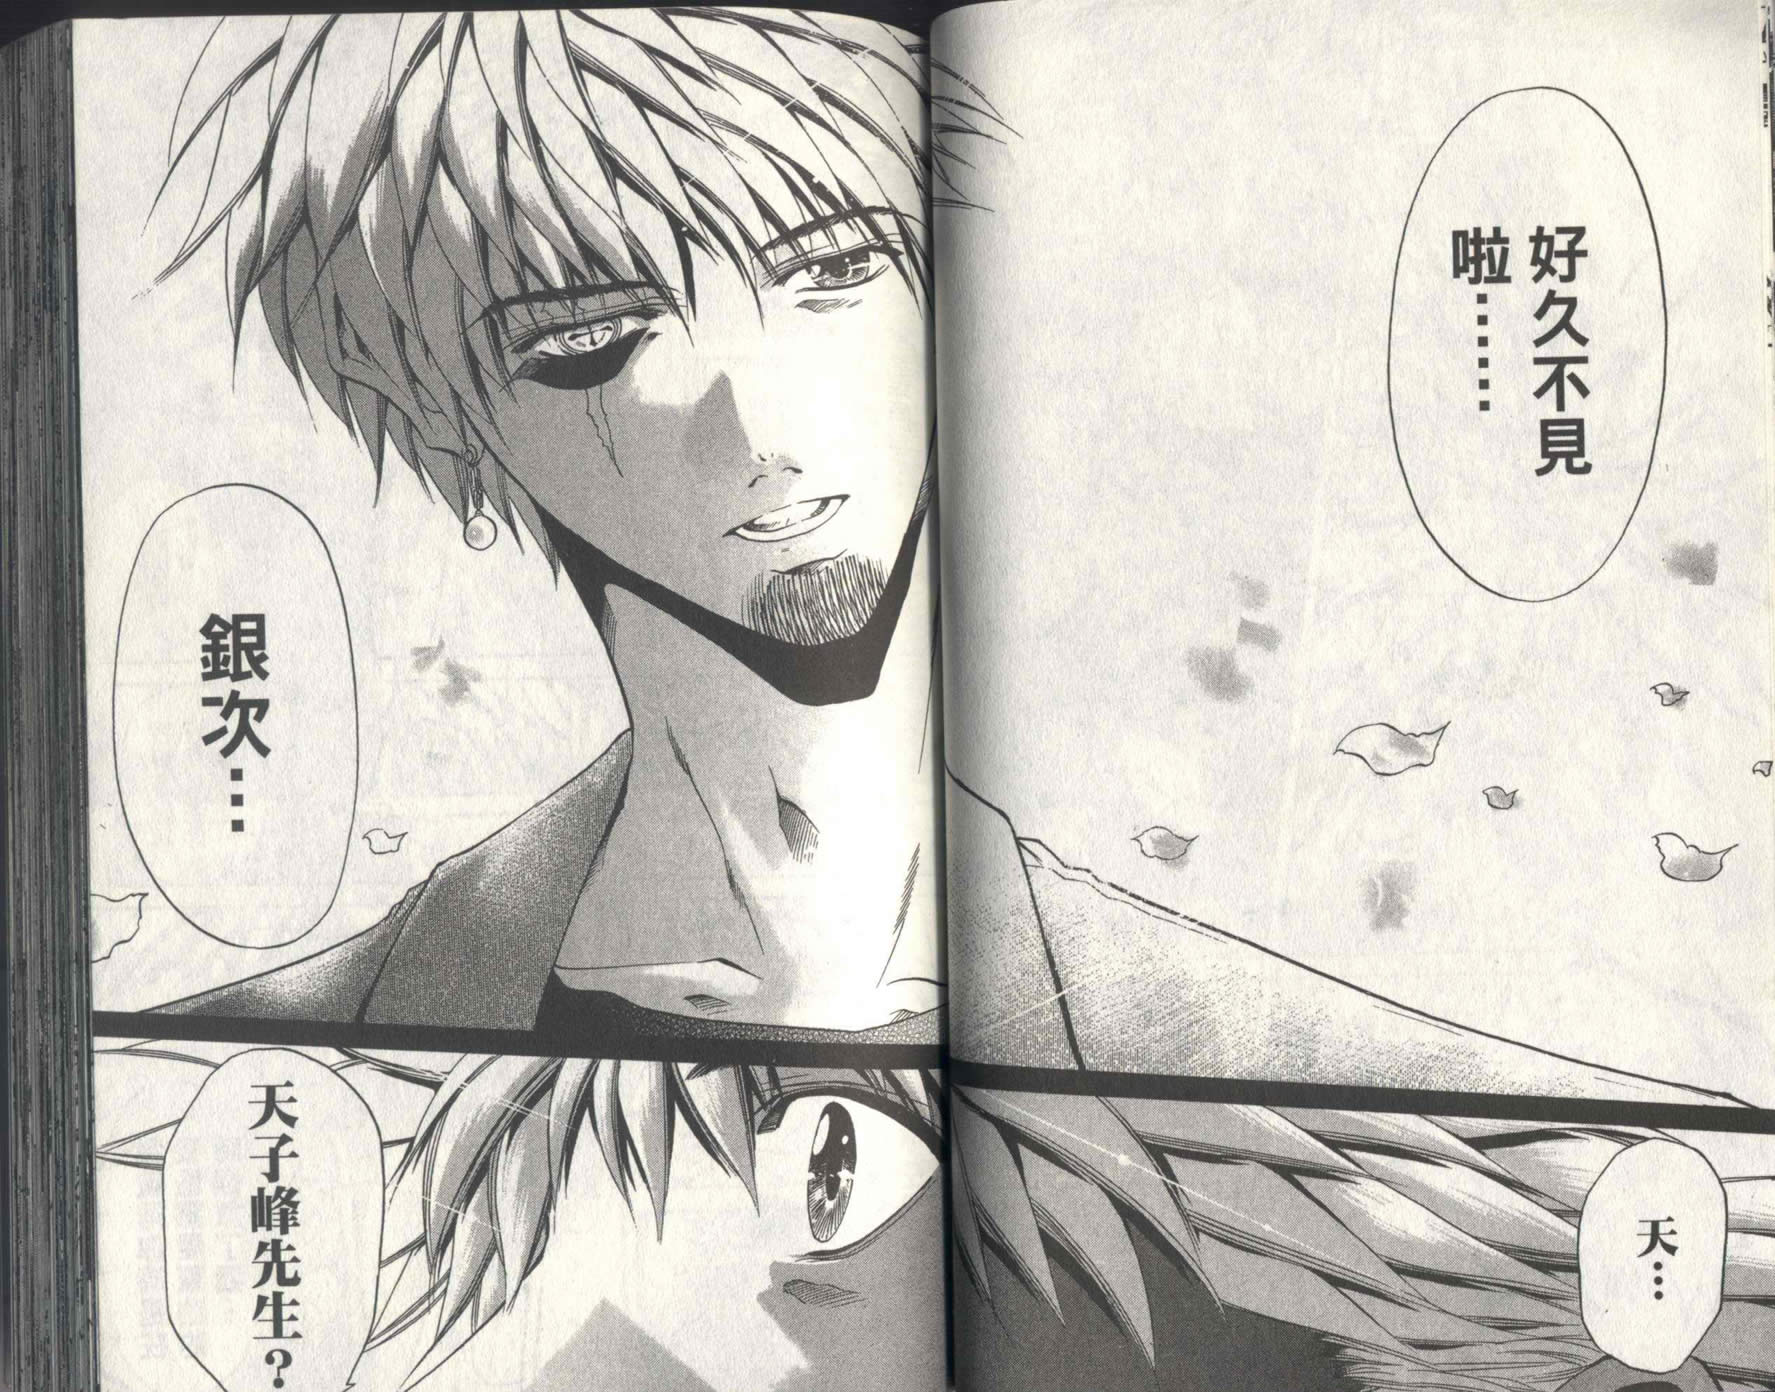 好久不見
啦……
銀次…
天…
天子峰先生？